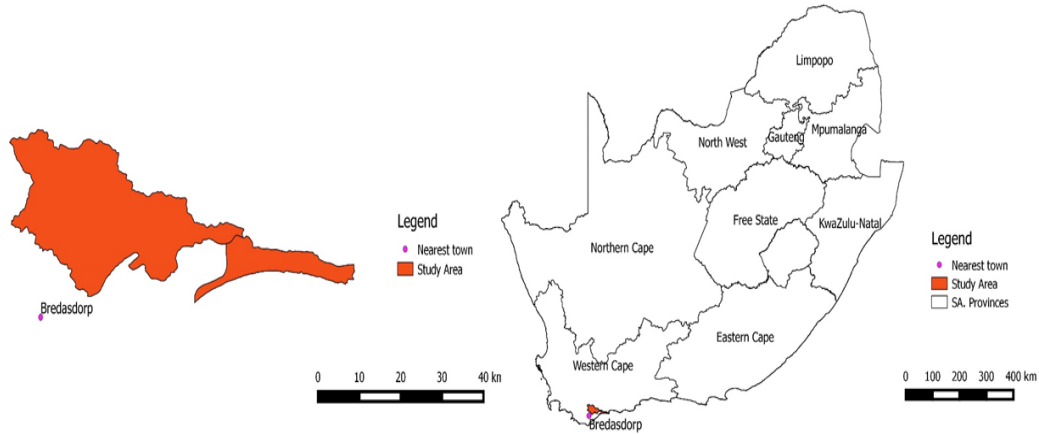 Bredasdorp
Legend
Nearest town
Study Area
0 10 20 30 40 kn
Limpopo
North West
Gauteng
Mpumalanga
Free State
KwaZulu-Natal
Northern Cape
Eastern Cape
Western Cape
Bredasdorp
Legend
Nearest town
Study Area
SA. Provinces
0 100 200 300 400 km